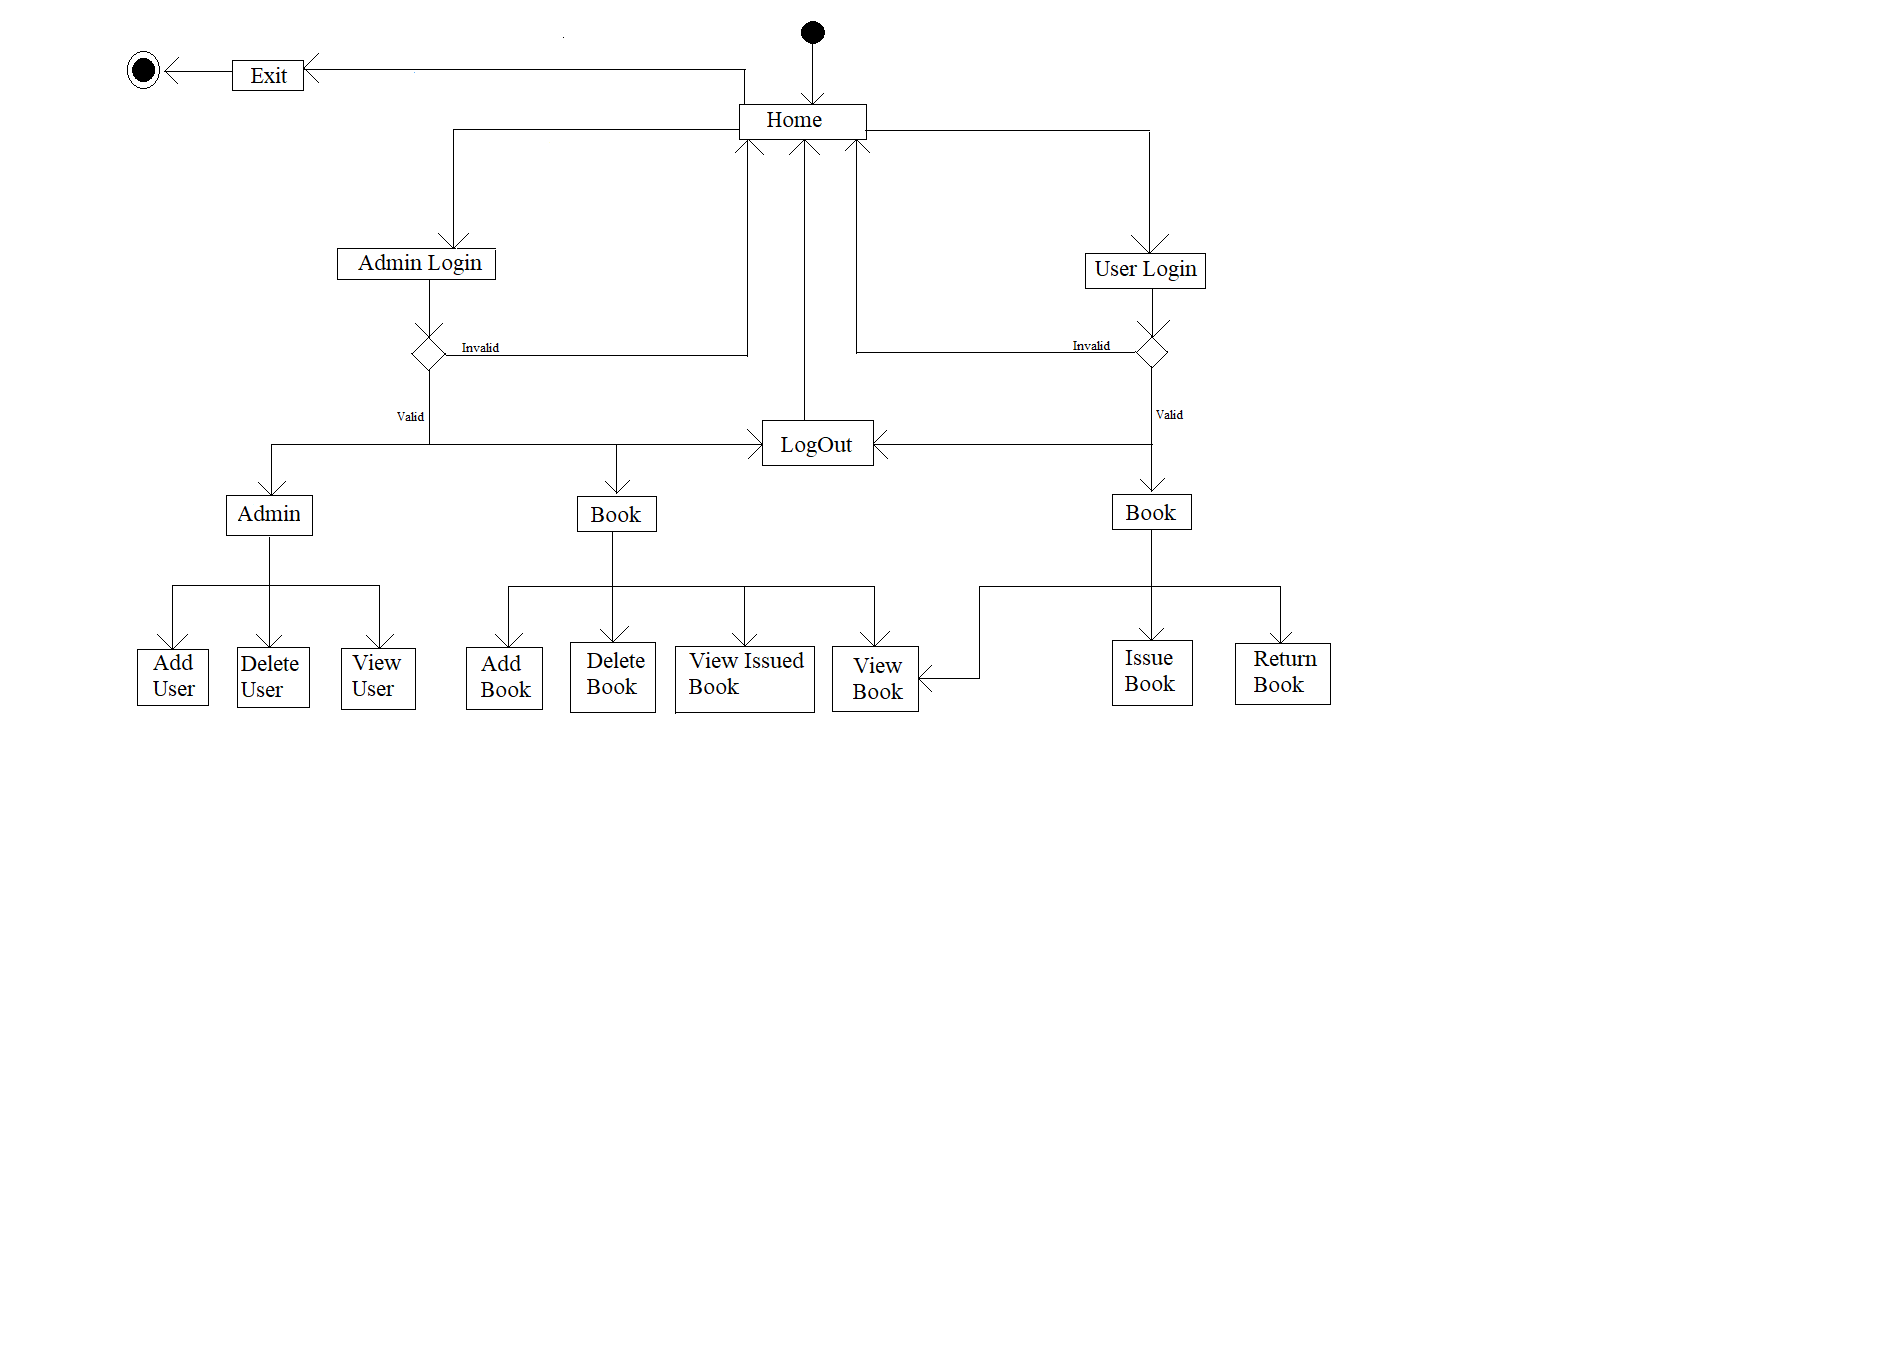 Exit
Home
Admin Login
User Login
Invalid
Invalid
Valid
Valid
LogOut
Admin
Book
Book
Add
User
Delete
User
View
User
Add
Book
Delete
Book
View Issued
Book
View
Book
Issue
Book
Return
Book